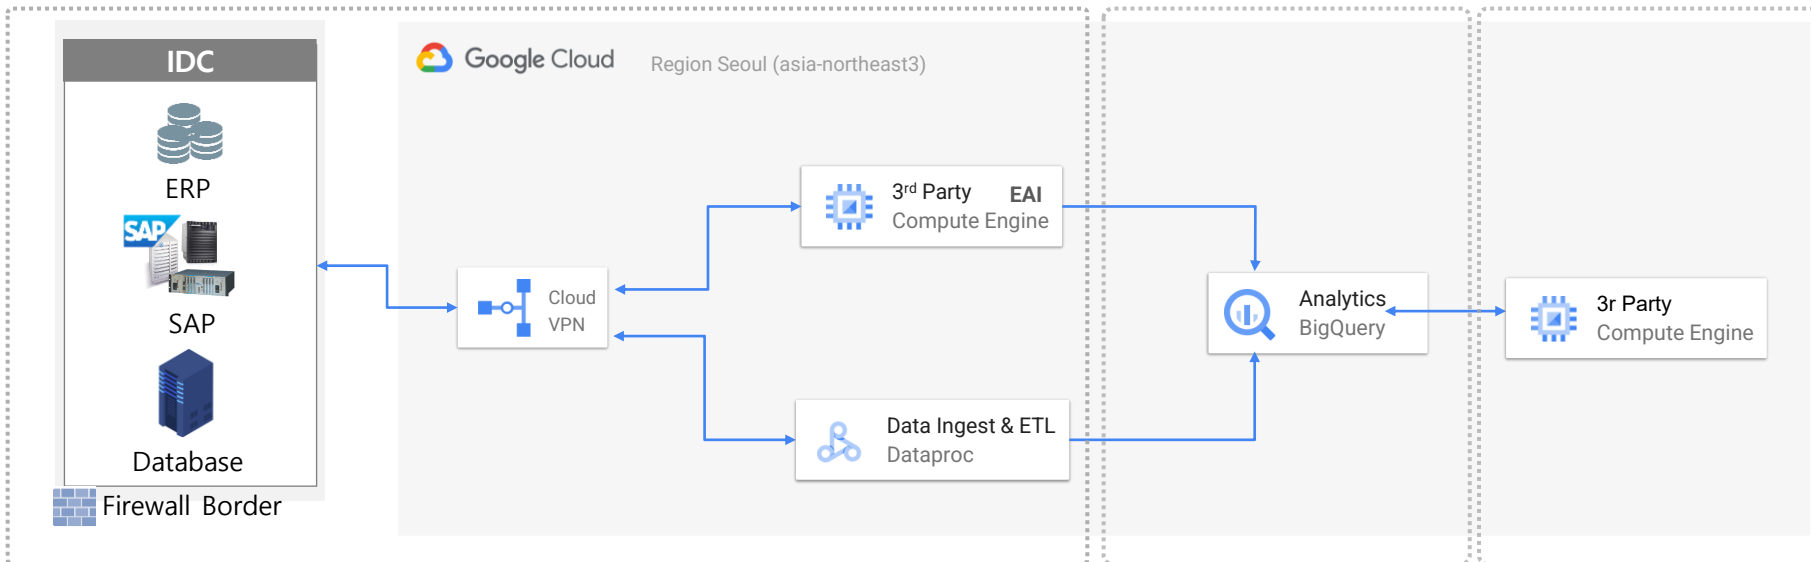 IDC
ERP
SAP
SAP
Database
Firewall Border
Google Cloud
Region Seoul (asia-northeast3)
Cloud
VPN
3rd Party EAI
Compute Engine
Data Ingest & ETL
Dataproc
Analytics
BigQuery
3r Party
Compute Engine